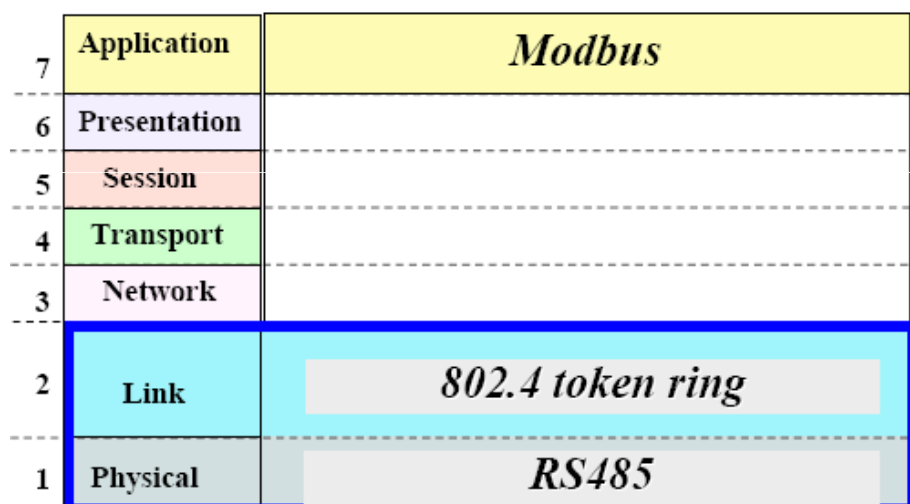 7 Application Modbus
6 Presentation
5 Session
4 Transport
3 Network
2 Link 802.4 token ring
1 Physical RS485